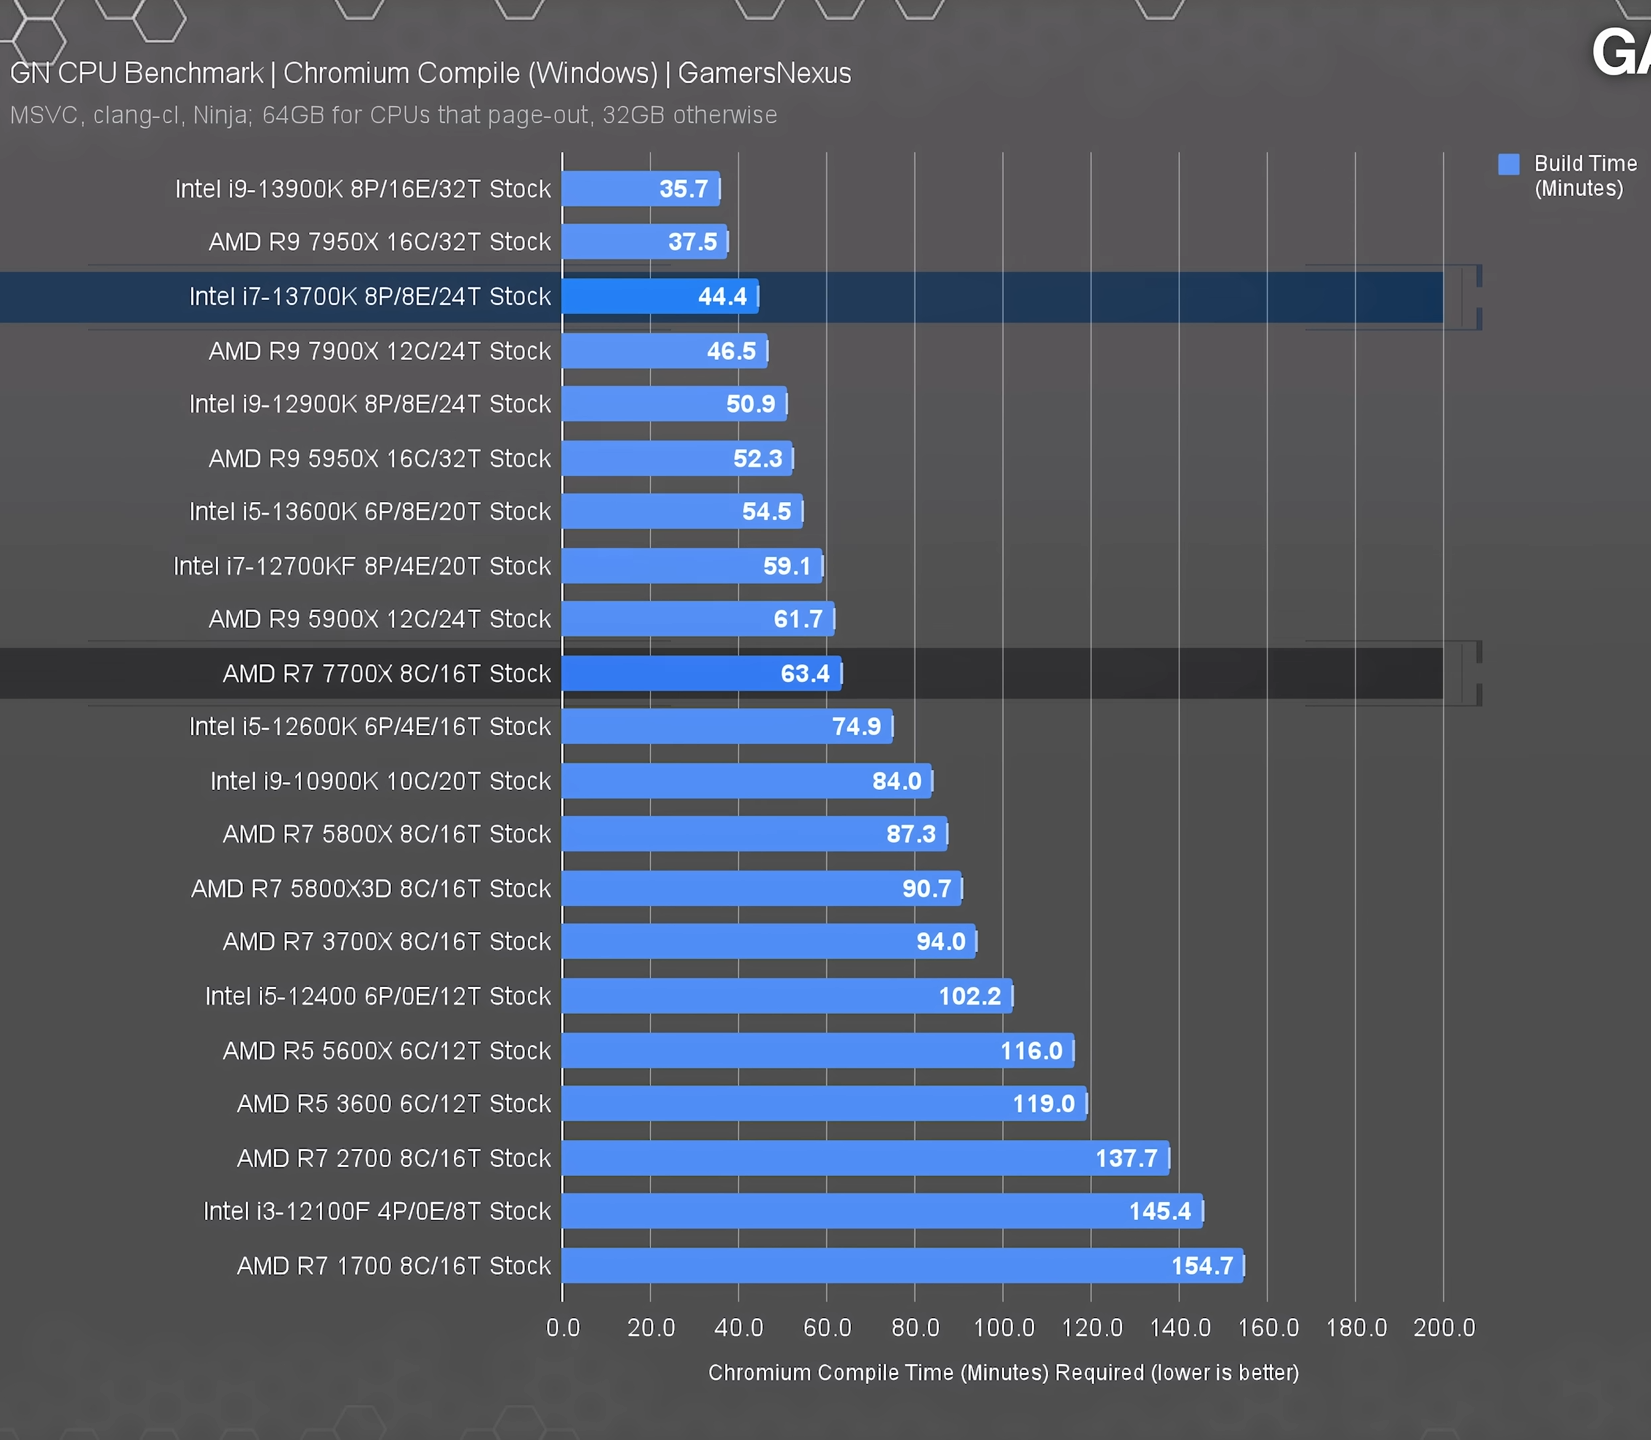 GA
GN CPU Benchmark | Chromium Compile (Windows) | GamersNexus
MSVC, clang-cl, Ninja; 64GB for CPUs that page-out, 32GB otherwise
Build Time
(Minutes)
Intel i9-13900K 8P/16E/32T Stock 35.7
AMD R9 7950X 16C/32T Stock 37.5
Intel i7-13700K 8P/8E/24T Stock 44.4
AMD R9 7900X 12C/24T Stock 46.5
Intel i9-12900K 8P/8E/24T Stock 50.9
AMD R9 5950X 16C/32T Stock 52.3
Intel i5-13600K 6P/8E/20T Stock 54.5
Intel i7-12700KF 8P/4E/20T Stock 59.1
AMD R9 5900X 12C/24T Stock 61.7
AMD R7 7700X 8C/16T Stock 63.4
Intel i5-12600K 6P/4E/16T Stock 74.9
Intel i9-10900K 10C/20T Stock 84.0
AMD R7 5800X 8C/16T Stock 87.3
AMD R7 5800X3D 8C/16T Stock 90.7
AMD R7 3700X 8C/16T Stock 94.0
Intel i5-12400 6P/0E/12T Stock 102.2
AMD R5 5600X 6C/12T Stock 116.0
AMD R5 3600 6C/12T Stock 119.0
AMD R7 2700 8C/16T Stock 137.7
Intel i3-12100F 4P/0E/8T Stock 145.4
AMD R7 1700 8C/16T Stock 154.7
0.0 20.0 40.0 60.0 80.0 100.0 120.0 140.0 160.0 180.0 200.0
Chromium Compile Time (Minutes) Required (lower is better)